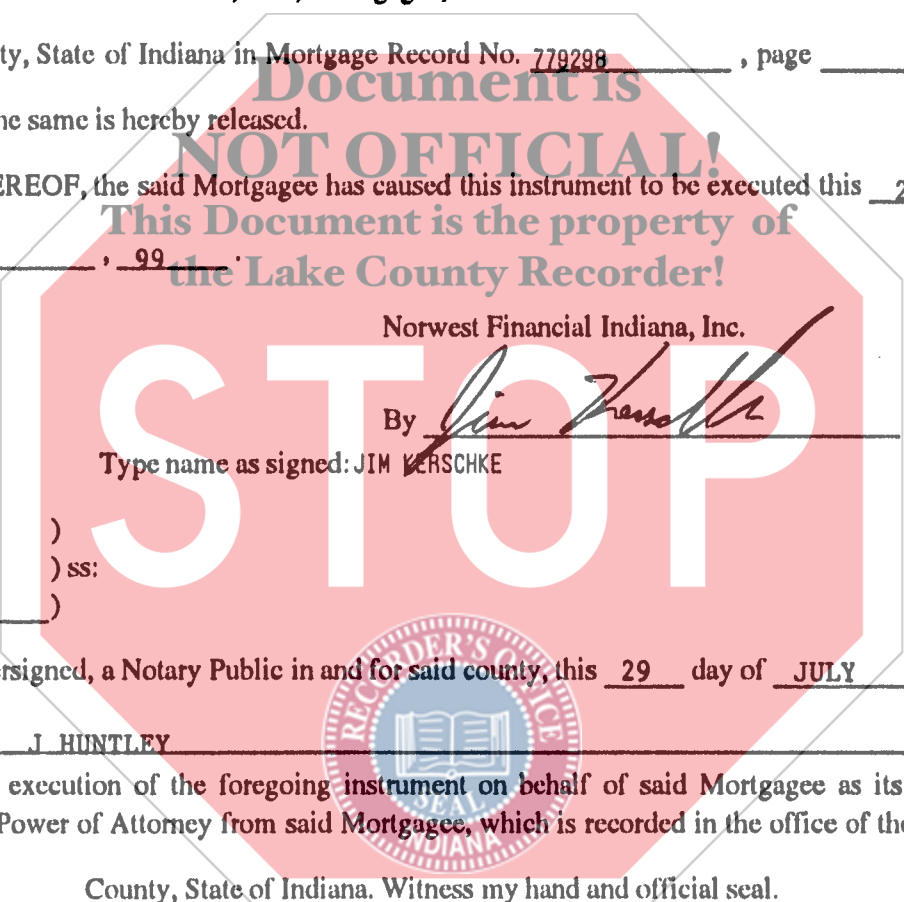 ty, State of Indiana in Mortgage Record No. 779298 , page
Document is
he same is hereby released.
NOT OFFICIAL!
EREOF, the said Mortgagee has caused this instrument to be executed this 2
This Document is the property of
, 99 .
the Lake County Recorder!
Norwest Financial Indiana, Inc.
STOP
By Jim Kerschke
Type name as signed: JIM KERSCHKE
)
) ss:
)
rsigned, a Notary Public in and for said county, this 29 day of JULY
RECORDER'S OFFICE
J HUNTLEY
execution of the foregoing instrument on behalf of said Mortgagee as its
SEAL
Power of Attorney from said Mortgagee, which is recorded in the office of the
INDIANA
County, State of Indiana. Witness my hand and official seal.